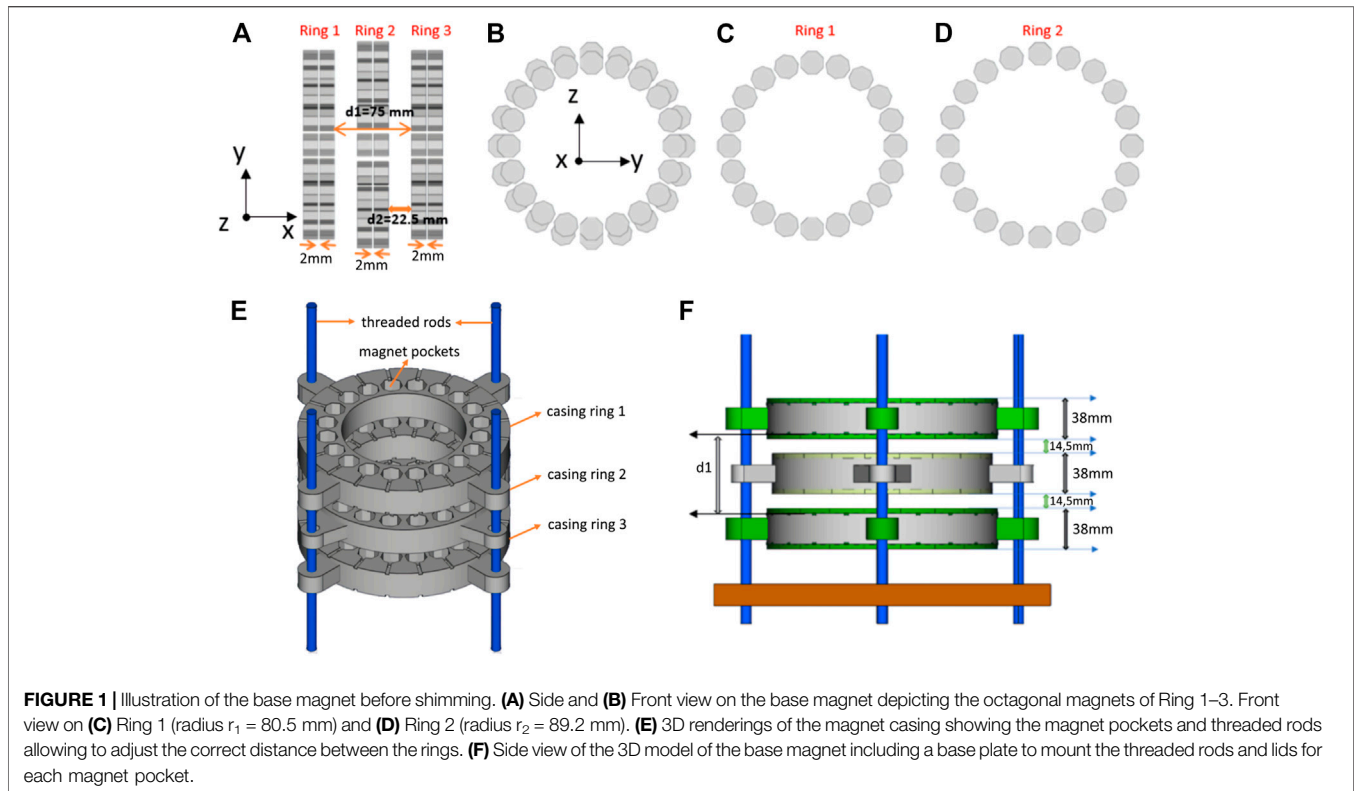 A
Ring 1
Ring 2
Ring 3
d1=75 mm
y
z
x
d2=22.5 mm
2mm
2mm
2mm
B
z
x
y
C
Ring 1
D
Ring 2
E
threaded rods
magnet pockets
casing ring 1
casing ring 2
casing ring 3
F
d1
38mm
14,5mm
38mm
14,5mm
38mm
FIGURE 1 | Illustration of the base magnet before shimming. (A) Side and (B) Front view on the base magnet depicting the octagonal magnets of Ring 1–3. Front
view on (C) Ring 1 (radius r₁ = 80.5 mm) and (D) Ring 2 (radius r₂ = 89.2 mm). (E) 3D renderings of the magnet casing showing the magnet pockets and threaded rods
allowing to adjust the correct distance between the rings. (F) Side view of the 3D model of the base magnet including a base plate to mount the threaded rods and lids for
each magnet pocket.